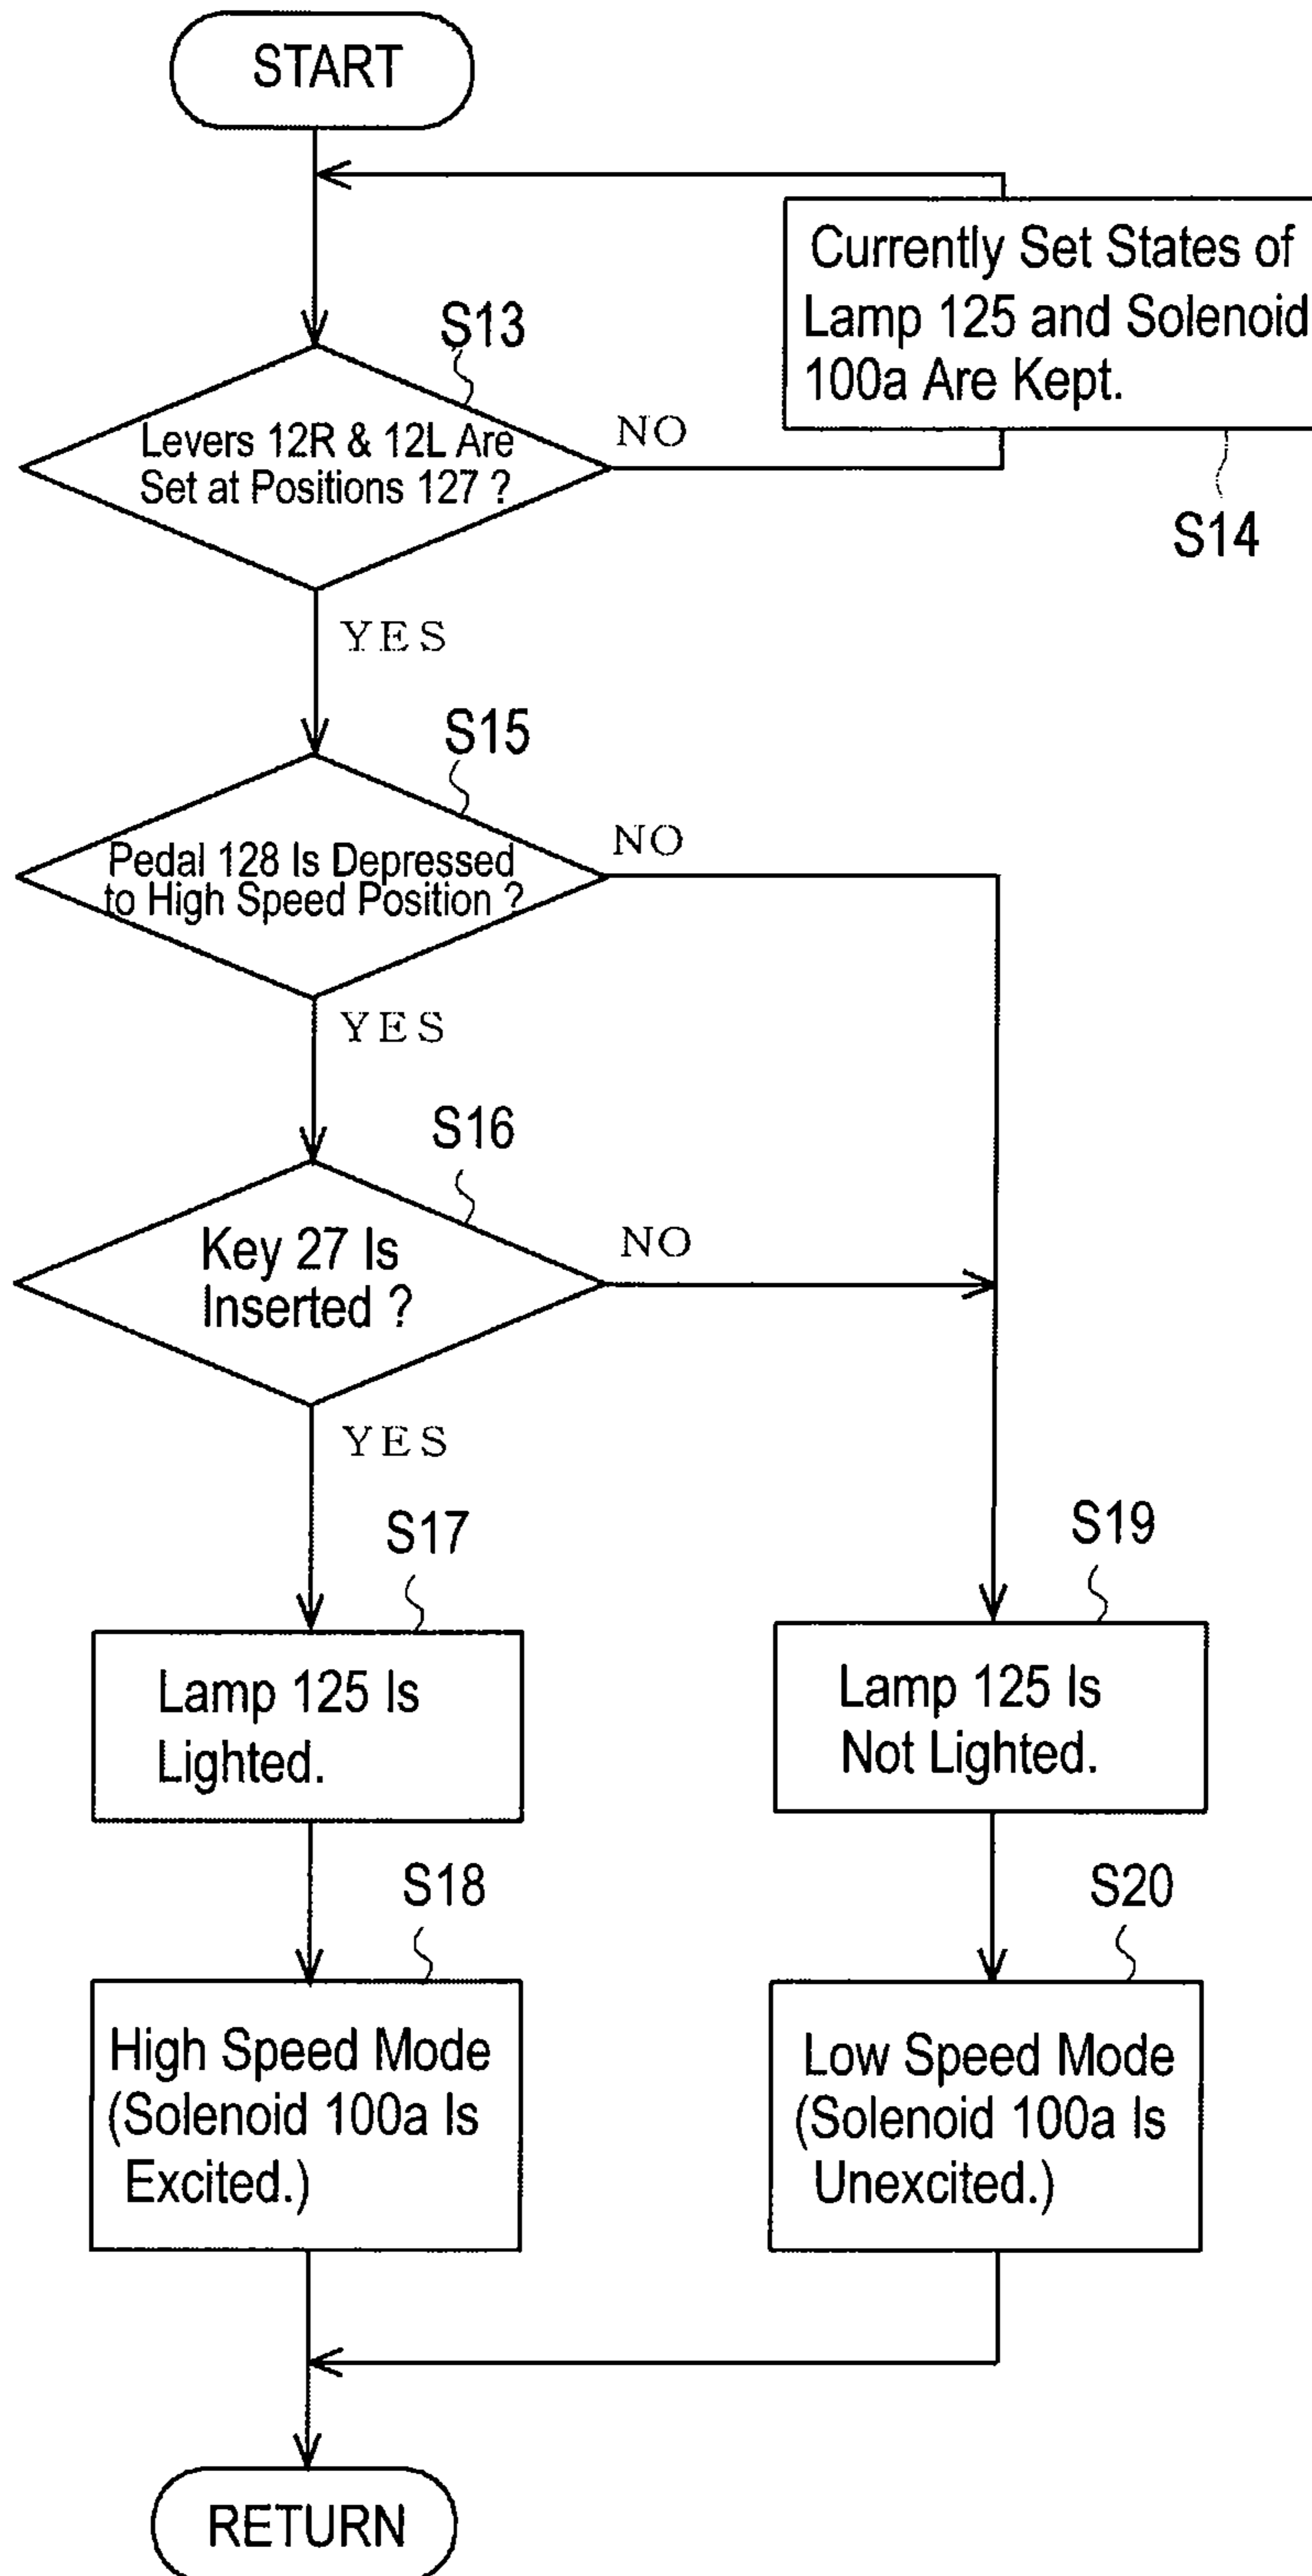 START
Currently Set States of
Lamp 125 and Solenoid
100a Are Kept.
S14
S13
Levers 12R & 12L Are
Set at Positions 127 ?
NO
YES
S15
Pedal 128 Is Depressed
to High Speed Position ?
NO
YES
S16
Key 27 Is
Inserted ?
NO
YES
S17
Lamp 125 Is
Lighted.
S19
Lamp 125 Is
Not Lighted.
S18
High Speed Mode
(Solenoid 100a Is
Excited.)
S20
Low Speed Mode
(Solenoid 100a Is
Unexcited.)
RETURN